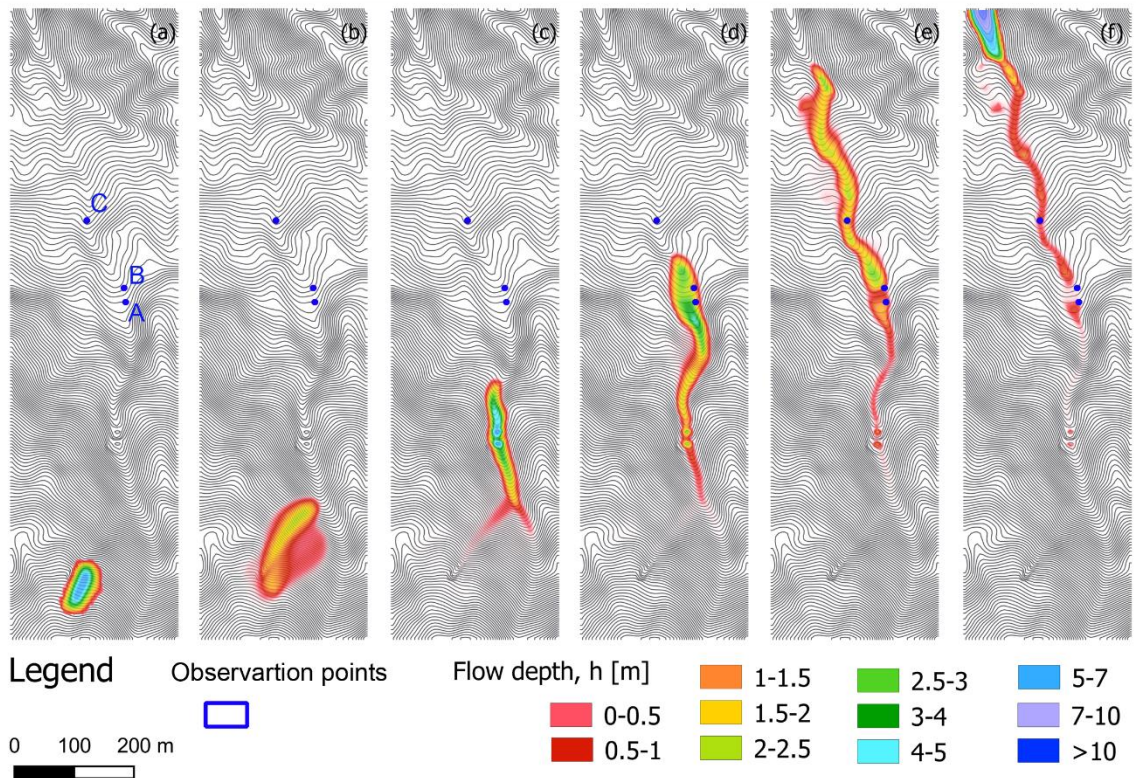 (a) (b) (c) (d) (e) (f)
C
B
A
Legend
Observartion points
Flow depth, h [m]
0-0.5
0.5-1
1-1.5
1.5-2
2-2.5
2.5-3
3-4
4-5
5-7
7-10
>10
0 100 200 m